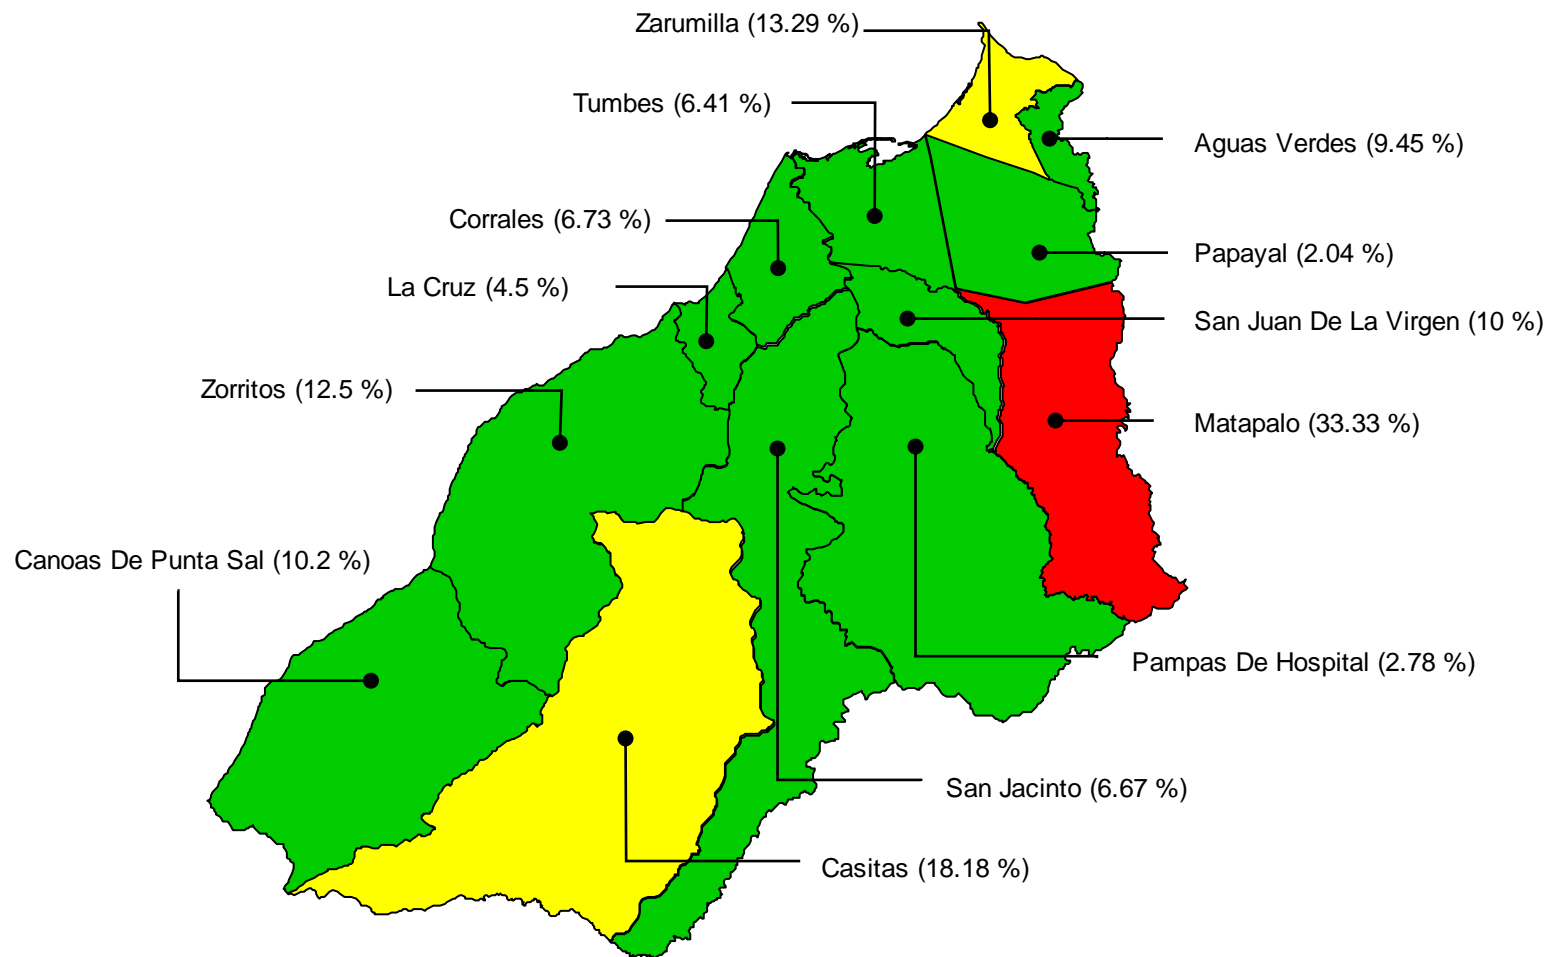 Zarumilla (13.29 %)
Tumbes (6.41 %)
Aguas Verdes (9.45 %)
Corrales (6.73 %)
Papayal (2.04 %)
La Cruz (4.5 %)
San Juan De La Virgen (10 %)
Zorritos (12.5 %)
Matapalo (33.33 %)
Canoas De Punta Sal (10.2 %)
Pampas De Hospital (2.78 %)
San Jacinto (6.67 %)
Casitas (18.18 %)